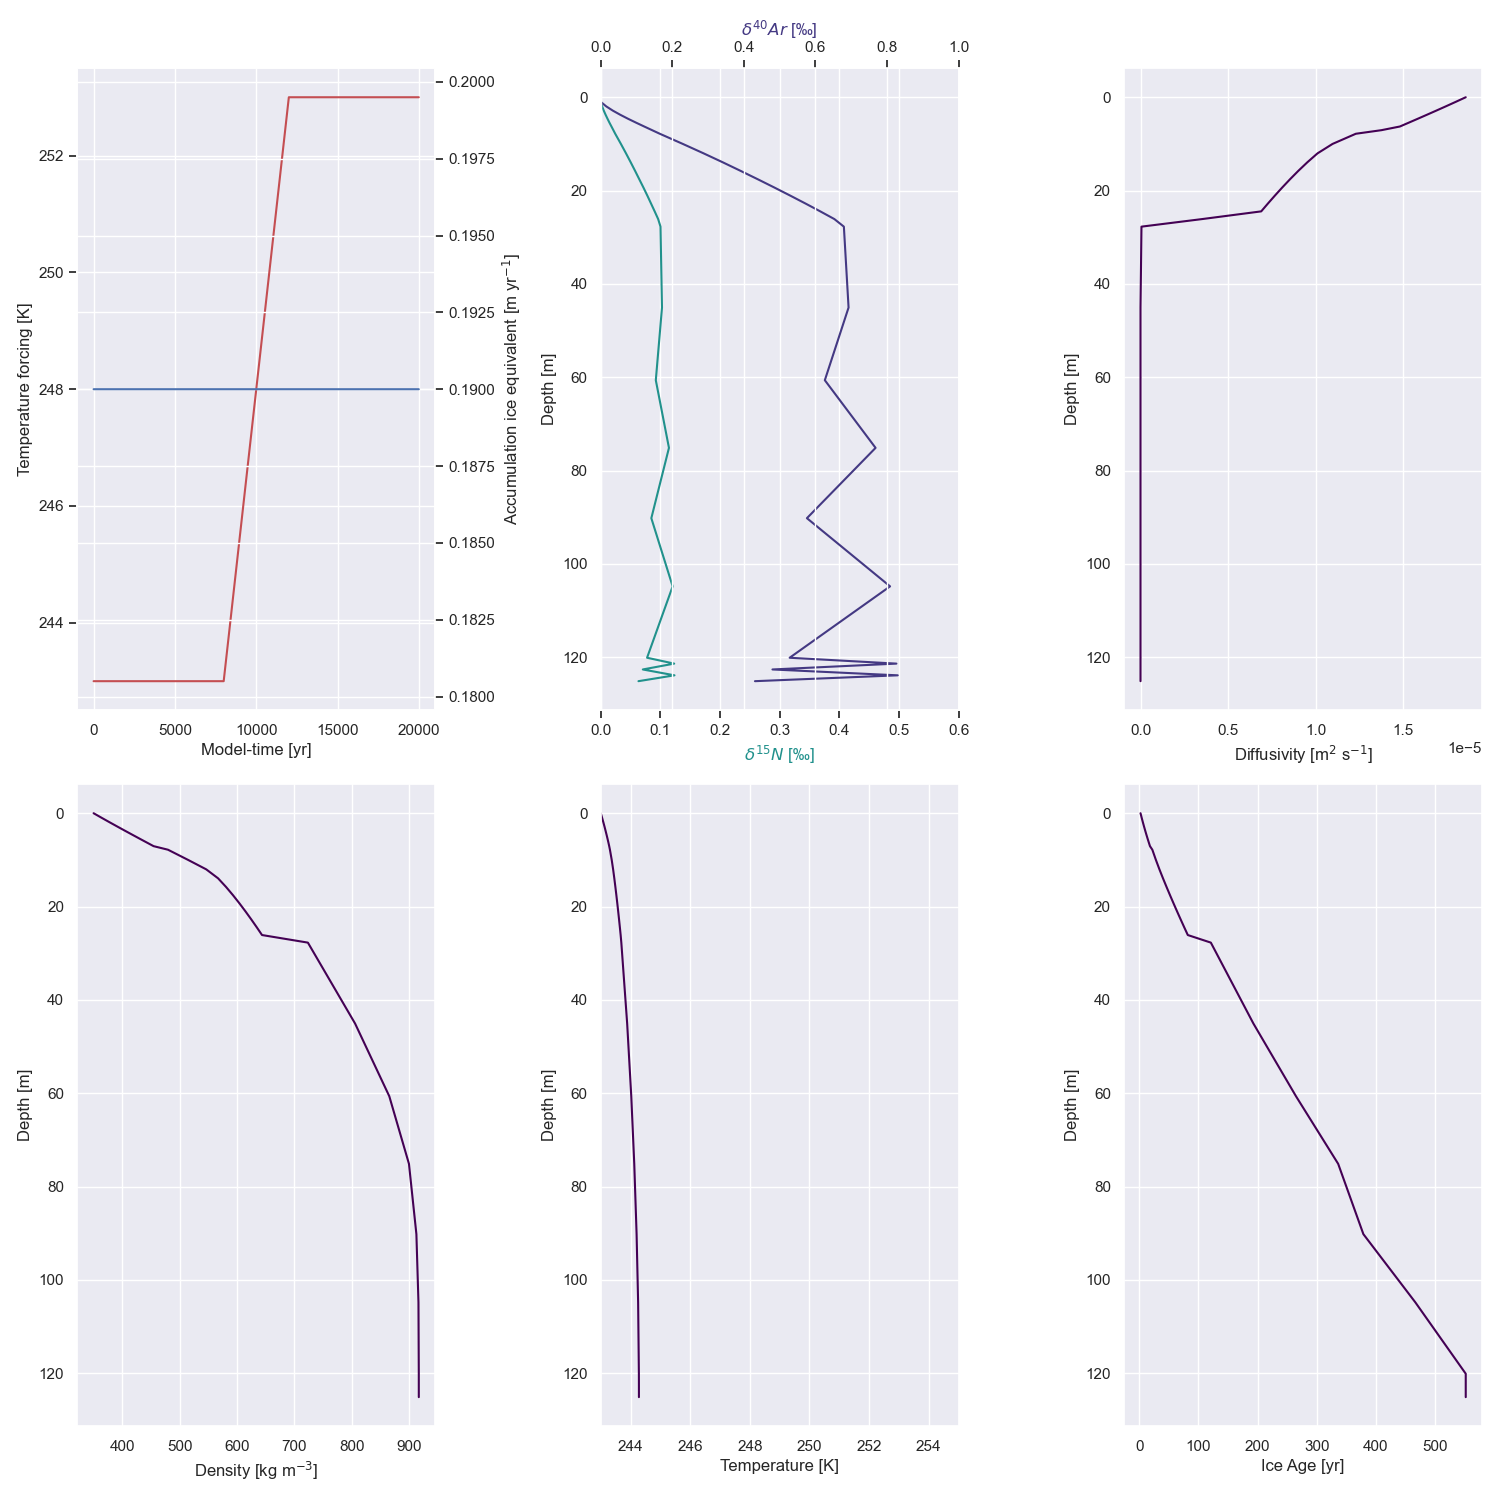 δ⁴⁰Ar [‰]
0.0 0.2 0.4 0.6 0.8 1.0
Temperature forcing [K]
252
250
248
246
244
0.2000
0.1975
0.1950
0.1925
0.1900
0.1875
0.1850
0.1825
0.1800
Accumulation ice equivalent [m yr⁻¹]
0 5000 10000 15000 20000
Model-time [yr]
Depth [m]
0
20
40
60
80
100
120
0.0 0.1 0.2 0.3 0.4 0.5 0.6
δ¹⁵N [‰]
Depth [m]
0
20
40
60
80
100
120
0.0 0.5 1.0 1.5
1e−5
Diffusivity [m² s⁻¹]
Depth [m]
0
20
40
60
80
100
120
400 500 600 700 800 900
Density [kg m⁻³]
Depth [m]
0
20
40
60
80
100
120
244 246 248 250 252 254
Temperature [K]
Depth [m]
0
20
40
60
80
100
120
0 100 200 300 400 500
Ice Age [yr]